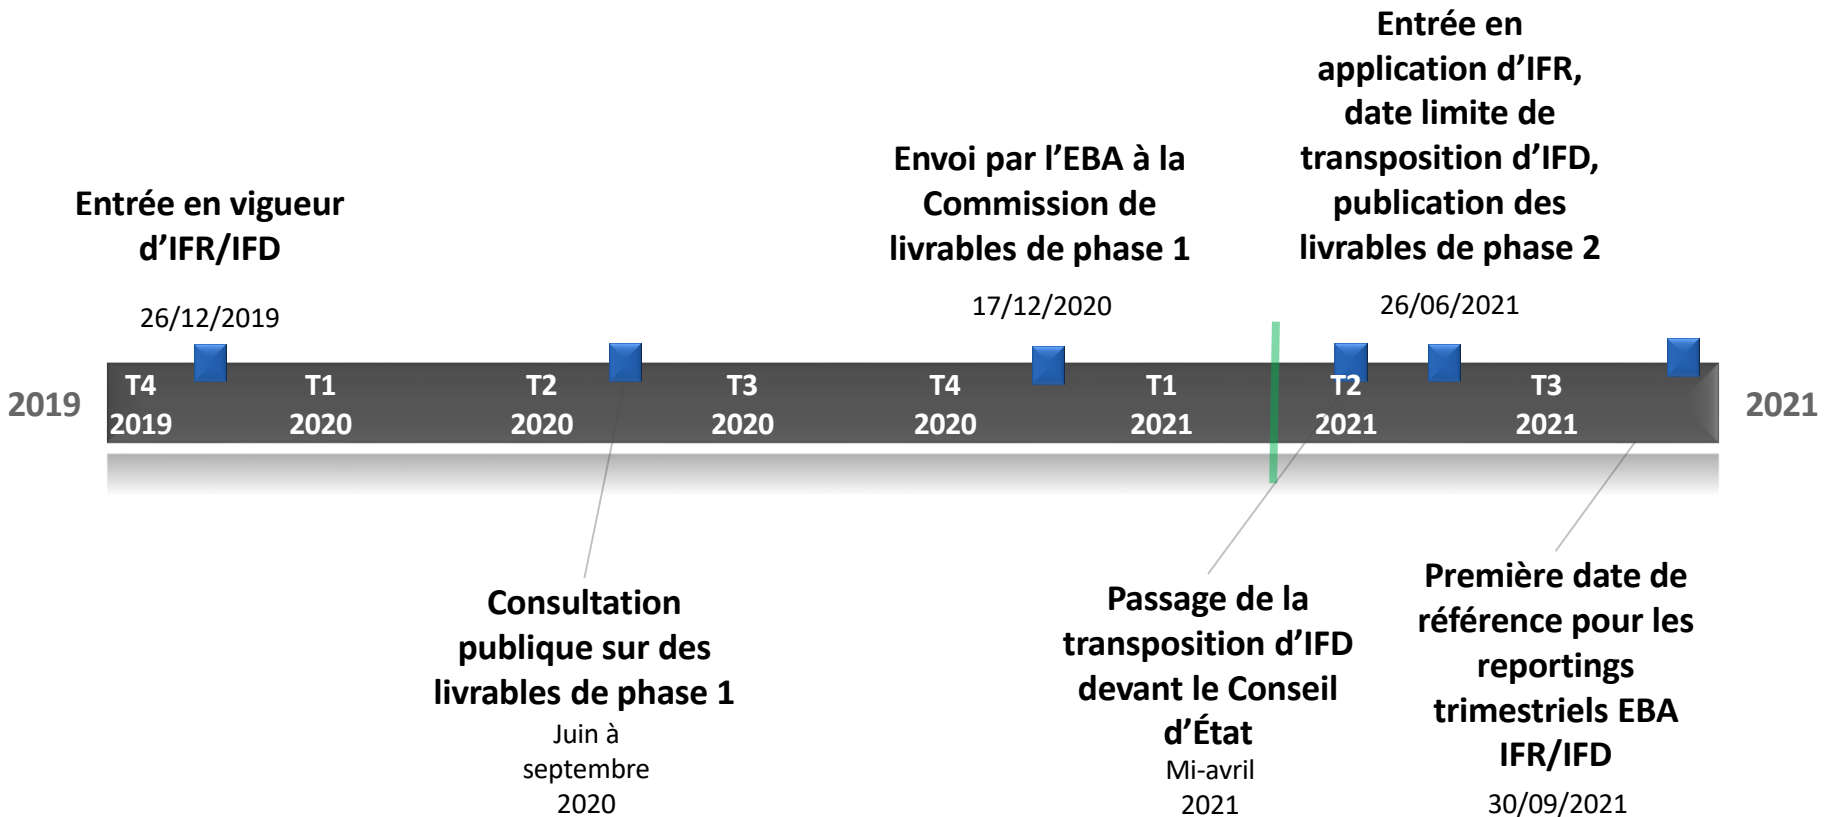 Entrée en vigueur
d’IFR/IFD
26/12/2019
Envoi par l’EBA à la
Commission de
livrables de phase 1
17/12/2020
Entrée en
application d’IFR,
date limite de
transposition d’IFD,
publication des
livrables de phase 2
26/06/2021
2019
T4
2019
T1
2020
T2
2020
T3
2020
T4
2020
T1
2021
T2
2021
T3
2021
2021
Consultation
publique sur des
livrables de phase 1
Juin à
septembre
2020
Passage de la
transposition d’IFD
devant le Conseil
d’État
Mi-avril
2021
Première date de
référence pour les
reportings
trimestriels EBA
IFR/IFD
30/09/2021